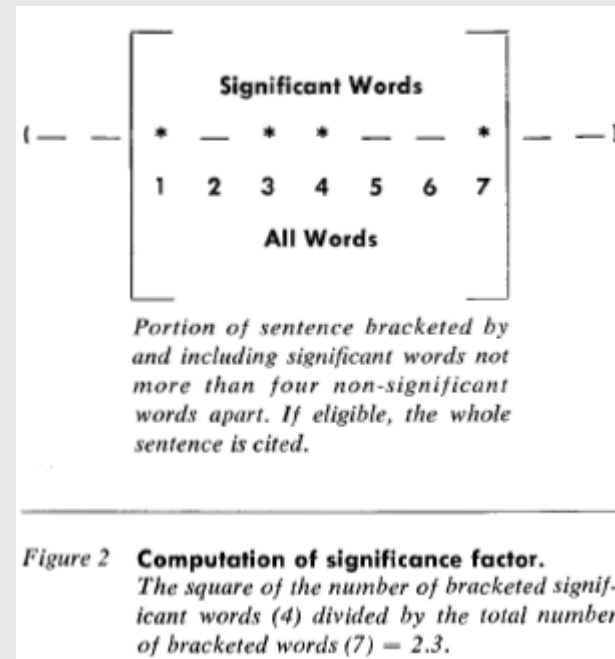 Significant Words
( — — * — * * — — * — — )
1 2 3 4 5 6 7
All Words
Portion of sentence bracketed by
and including significant words not
more than four non-significant
words apart. If eligible, the whole
sentence is cited.
Figure 2 Computation of significance factor.
The square of the number of bracketed signif-
icant words (4) divided by the total number
of bracketed words (7) = 2.3.